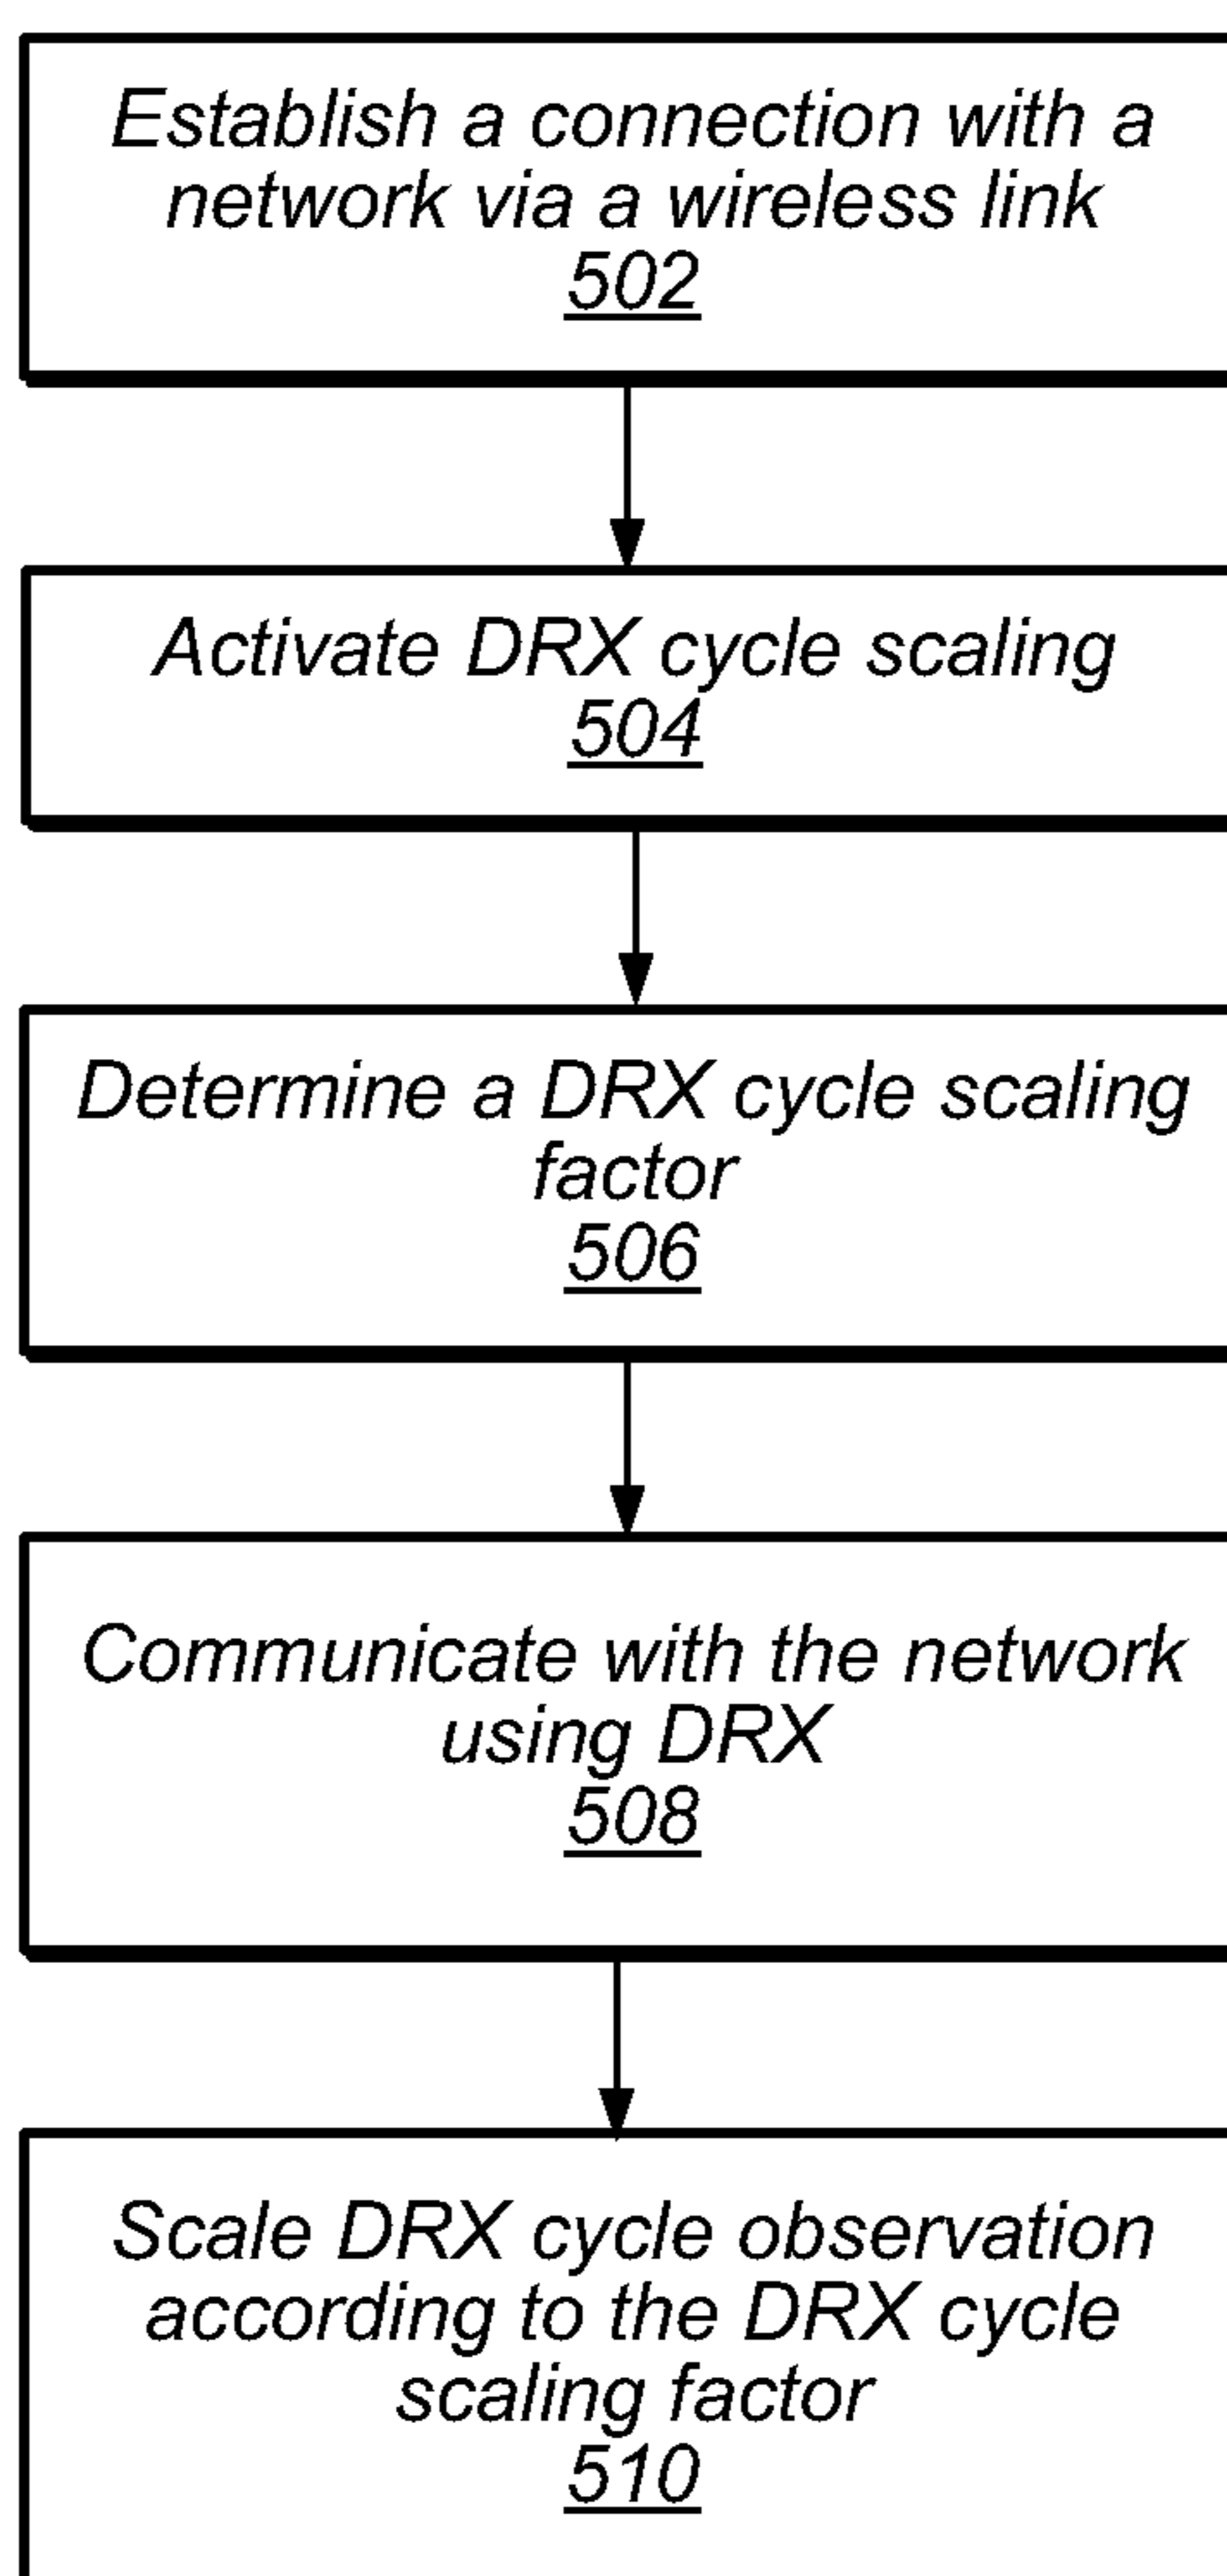 Establish a connection with a
network via a wireless link
502
Activate DRX cycle scaling
504
Determine a DRX cycle scaling
factor
506
Communicate with the network
using DRX
508
Scale DRX cycle observation
according to the DRX cycle
scaling factor
510